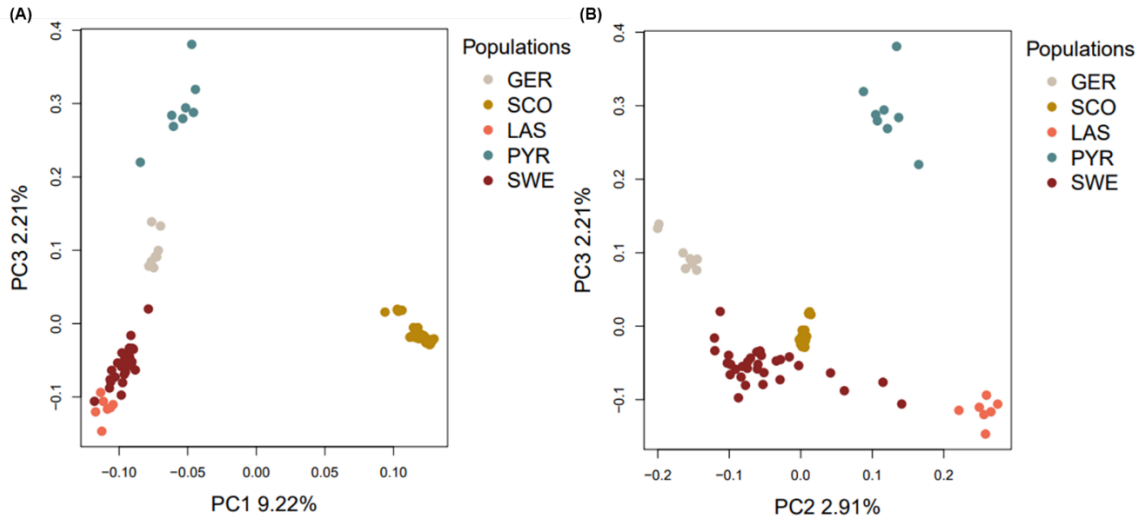 (A)
0.4
0.3
0.2
0.1
0.0
−0.1
PC3 2.21%
−0.10
−0.05
0.00
0.05
0.10
PC1 9.22%
Populations
GER
SCO
LAS
PYR
SWE
(B)
0.4
0.3
0.2
0.1
0.0
−0.1
PC3 2.21%
−0.2
−0.1
0.0
0.1
0.2
PC2 2.91%
Populations
GER
SCO
LAS
PYR
SWE